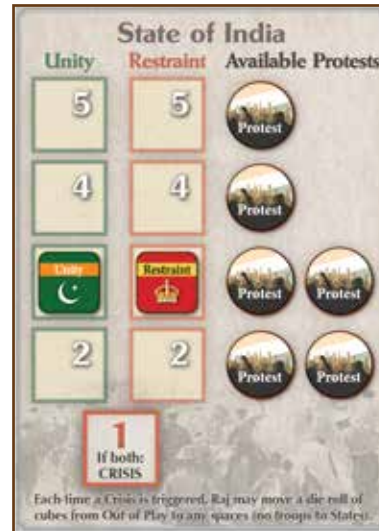 State of India
Unity Restraint Available Protests
5 5 Protest
4 4 Protest
Unity Restraint Protest Protest
2 2 Protest Protest
1
If both:
CRISIS
Each time a Crisis is triggered, Raj may move a die roll of
cubes from Out of Play to any spaces (no troops to States).